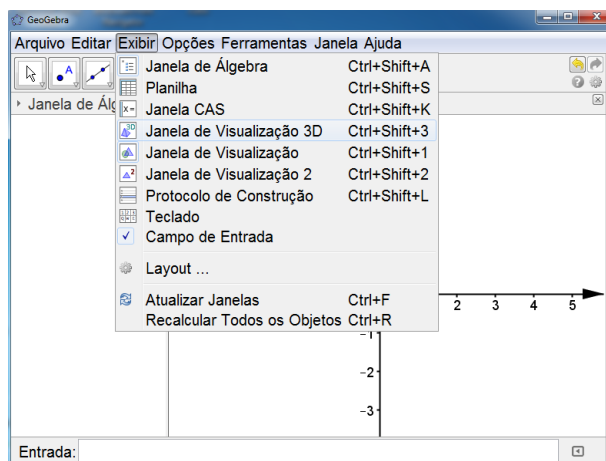 GeoGebra
Arquivo Editar Exibir Opções Ferramentas Janela Ajuda
Janela de Álg
Janela de Álgebra Ctrl+Shift+A
Planilha Ctrl+Shift+S
Janela CAS Ctrl+Shift+K
Janela de Visualização 3D Ctrl+Shift+3
Janela de Visualização Ctrl+Shift+1
Janela de Visualização 2 Ctrl+Shift+2
Protocolo de Construção Ctrl+Shift+L
Teclado
Campo de Entrada
Layout ...
Atualizar Janelas Ctrl+F
Recalcular Todos os Objetos Ctrl+R
2 3 4 5
-1
-2
-3
Entrada: